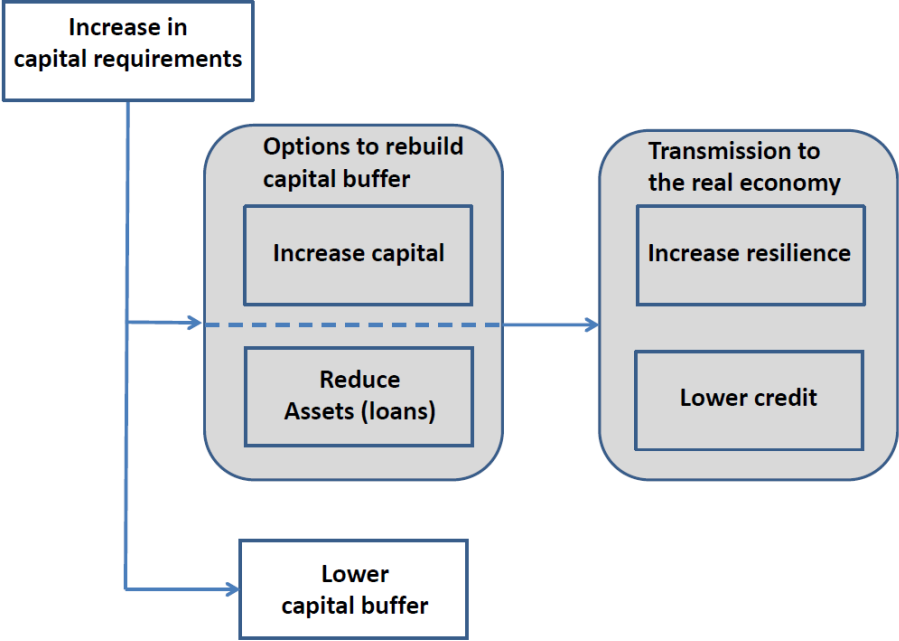 Increase in
capital requirements
Options to rebuild
capital buffer
Increase capital
Reduce
Assets (loans)
Transmission to
the real economy
Increase resilience
Lower credit
Lower
capital buffer